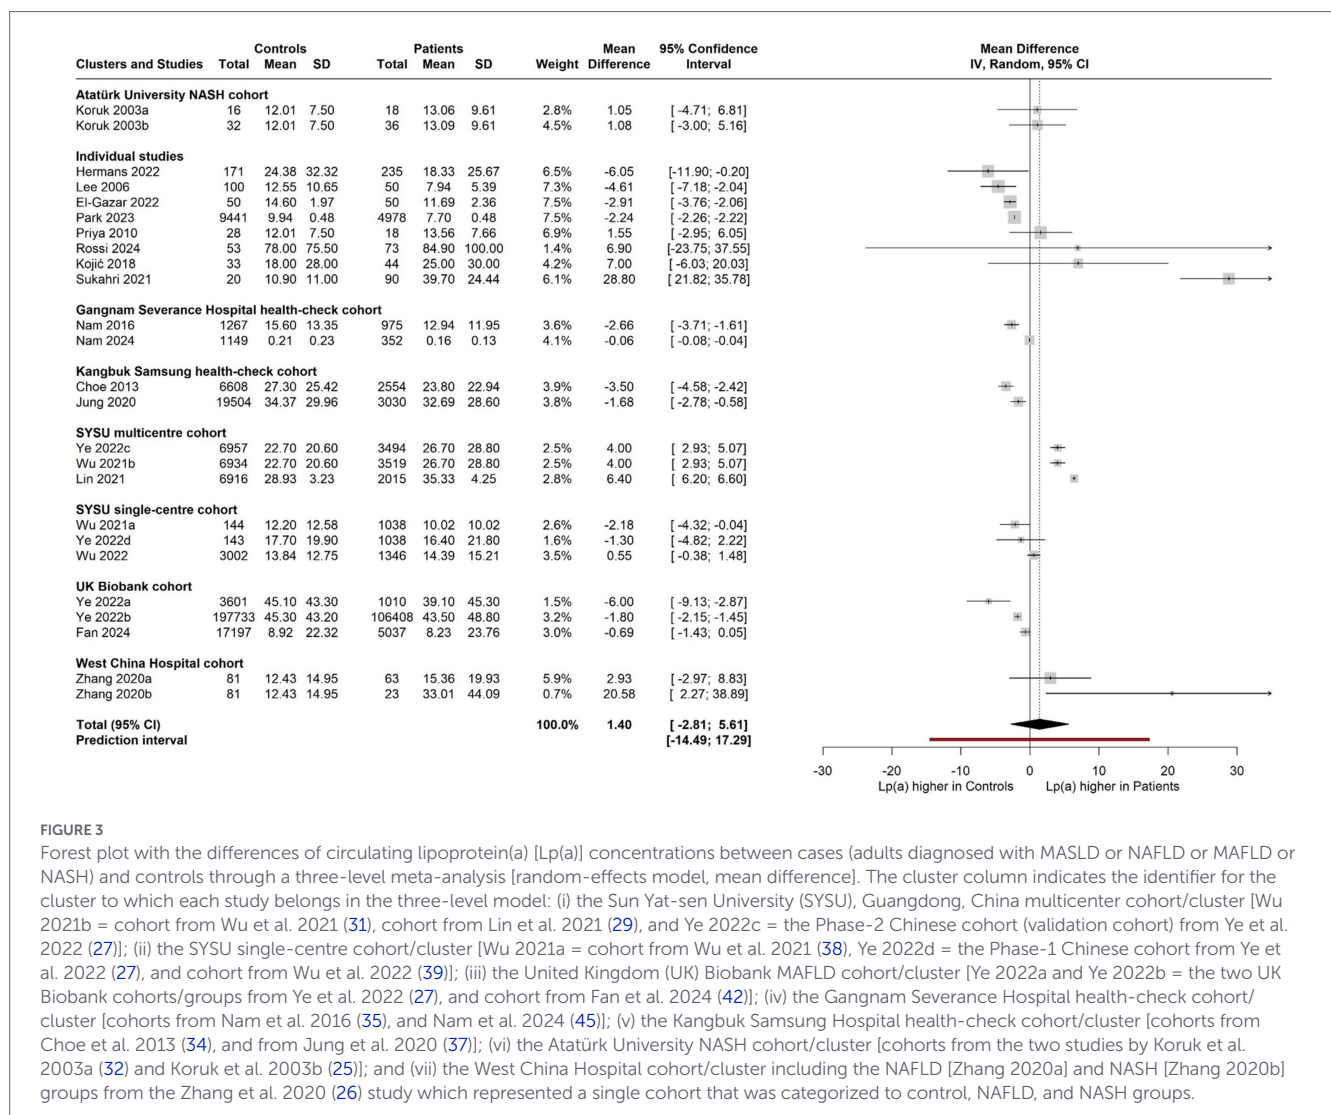 Controls Patients Mean 95% Confidence Mean Difference
Clusters and Studies Total Mean SD Total Mean SD Weight Difference Interval IV, Random, 95% CI
Atatürk University NASH cohort
Koruk 2003a 16 12.01 7.50 18 13.06 9.61 2.8% 1.05 [ -4.71; 6.81]
Koruk 2003b 32 12.01 7.50 36 13.09 9.61 4.5% 1.08 [ -3.00; 5.16]
Individual studies
Hermans 2022 171 24.38 32.32 235 18.33 25.67 6.5% -6.05 [-11.90; -0.20]
Lee 2006 100 12.55 10.65 50 7.94 5.39 7.3% -4.61 [ -7.18; -2.04]
El-Gazar 2022 50 14.60 1.97 50 11.69 2.36 7.5% -2.91 [ -3.76; -2.06]
Park 2023 9441 9.94 0.48 4978 7.70 0.48 7.5% -2.24 [ -2.26; -2.22]
Priya 2010 28 12.01 7.50 18 13.56 7.66 6.9% 1.55 [ -2.95; 6.05]
Rossi 2024 53 78.00 75.50 73 84.90 100.00 1.4% 6.90 [-23.75; 37.55]
Kojić 2018 33 18.00 28.00 44 25.00 30.00 4.2% 7.00 [ -6.03; 20.03]
Sukahri 2021 20 10.90 11.00 90 39.70 24.44 6.1% 28.80 [ 21.82; 35.78]
Gangnam Severance Hospital health-check cohort
Nam 2016 1267 15.60 13.35 975 12.94 11.95 3.6% -2.66 [ -3.71; -1.61]
Nam 2024 1149 0.21 0.23 352 0.16 0.13 4.1% -0.06 [ -0.08; -0.04]
Kangbuk Samsung health-check cohort
Choe 2013 6608 27.30 25.42 2554 23.80 22.94 3.9% -3.50 [ -4.58; -2.42]
Jung 2020 19504 34.37 29.96 3030 32.69 28.60 3.8% -1.68 [ -2.78; -0.58]
SYSU multicentre cohort
Ye 2022c 6957 22.70 20.60 3494 26.70 28.80 2.5% 4.00 [ 2.93; 5.07]
Wu 2021b 6934 22.70 20.60 3519 26.70 28.80 2.5% 4.00 [ 2.93; 5.07]
Lin 2021 6916 28.93 3.23 2015 35.33 4.25 2.8% 6.40 [ 6.20; 6.60]
SYSU single-centre cohort
Wu 2021a 144 12.20 12.58 1038 10.02 10.02 2.6% -2.18 [ -4.32; -0.04]
Ye 2022d 143 17.70 19.90 1038 16.40 21.80 1.6% -1.30 [ -4.82; 2.22]
Wu 2022 3002 13.84 12.75 1346 14.39 15.21 3.5% 0.55 [ -0.38; 1.48]
UK Biobank cohort
Ye 2022a 3601 45.10 43.30 1010 39.10 45.30 1.5% -6.00 [ -9.13; -2.87]
Ye 2022b 197733 45.30 43.20 106408 43.50 48.80 3.2% -1.80 [ -2.15; -1.45]
Fan 2024 17197 8.92 22.32 5037 8.23 23.76 3.0% -0.69 [ -1.43; 0.05]
West China Hospital cohort
Zhang 2020a 81 12.43 14.95 63 15.36 19.93 5.9% 2.93 [ -2.97; 8.83]
Zhang 2020b 81 12.43 14.95 23 33.01 44.09 0.7% 20.58 [ 2.27; 38.89]
Total (95% CI) 100.0% 1.40 [ -2.81; 5.61]
Prediction interval [-14.49; 17.29]
-30 -20 -10 0 10 20 30
Lp(a) higher in Controls Lp(a) higher in Patients
FIGURE 3
Forest plot with the differences of circulating lipoprotein(a) [Lp(a)] concentrations between cases (adults diagnosed with MASLD or NAFLD or MAFLD or
NASH) and controls through a three-level meta-analysis [random-effects model, mean difference]. The cluster column indicates the identifier for the
cluster to which each study belongs in the three-level model: (i) the Sun Yat-sen University (SYSU), Guangdong, China multicenter cohort/cluster [Wu
2021b = cohort from Wu et al. 2021 (31), cohort from Lin et al. 2021 (29), and Ye 2022c = the Phase-2 Chinese cohort (validation cohort) from Ye et al.
2022 (27)]; (ii) the SYSU single-centre cohort/cluster [Wu 2021a = cohort from Wu et al. 2021 (38), Ye 2022d = the Phase-1 Chinese cohort from Ye et
al. 2022 (27), and cohort from Wu et al. 2022 (39)]; (iii) the United Kingdom (UK) Biobank MAFLD cohort/cluster [Ye 2022a and Ye 2022b = the two UK
Biobank cohorts/groups from Ye et al. 2022 (27), and cohort from Fan et al. 2024 (42)]; (iv) the Gangnam Severance Hospital health-check cohort/
cluster [cohorts from Nam et al. 2016 (35), and Nam et al. 2024 (45)]; (v) the Kangbuk Samsung Hospital health-check cohort/cluster [cohorts from
Choe et al. 2013 (34), and from Jung et al. 2020 (37)]; (vi) the Atatürk University NASH cohort/cluster [cohorts from the two studies by Koruk et al.
2003a (32) and Koruk et al. 2003b (25)]; and (vii) the West China Hospital cohort/cluster including the NAFLD [Zhang 2020a] and NASH [Zhang 2020b]
groups from the Zhang et al. 2020 (26) study which represented a single cohort that was categorized to control, NAFLD, and NASH groups.